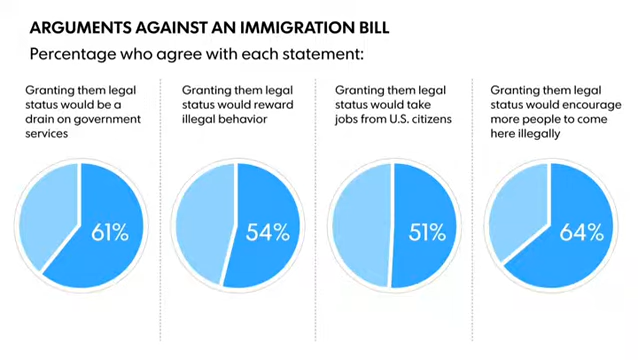 ARGUMENTS AGAINST AN IMMIGRATION BILL
Percentage who agree with each statement:
Granting them legal
status would be a
drain on government
services
61%
Granting them legal
status would reward
illegal behavior
54%
Granting them legal
status would take
jobs from U.S. citizens
51%
Granting them legal
status would encourage
more people to come
here illegally
64%